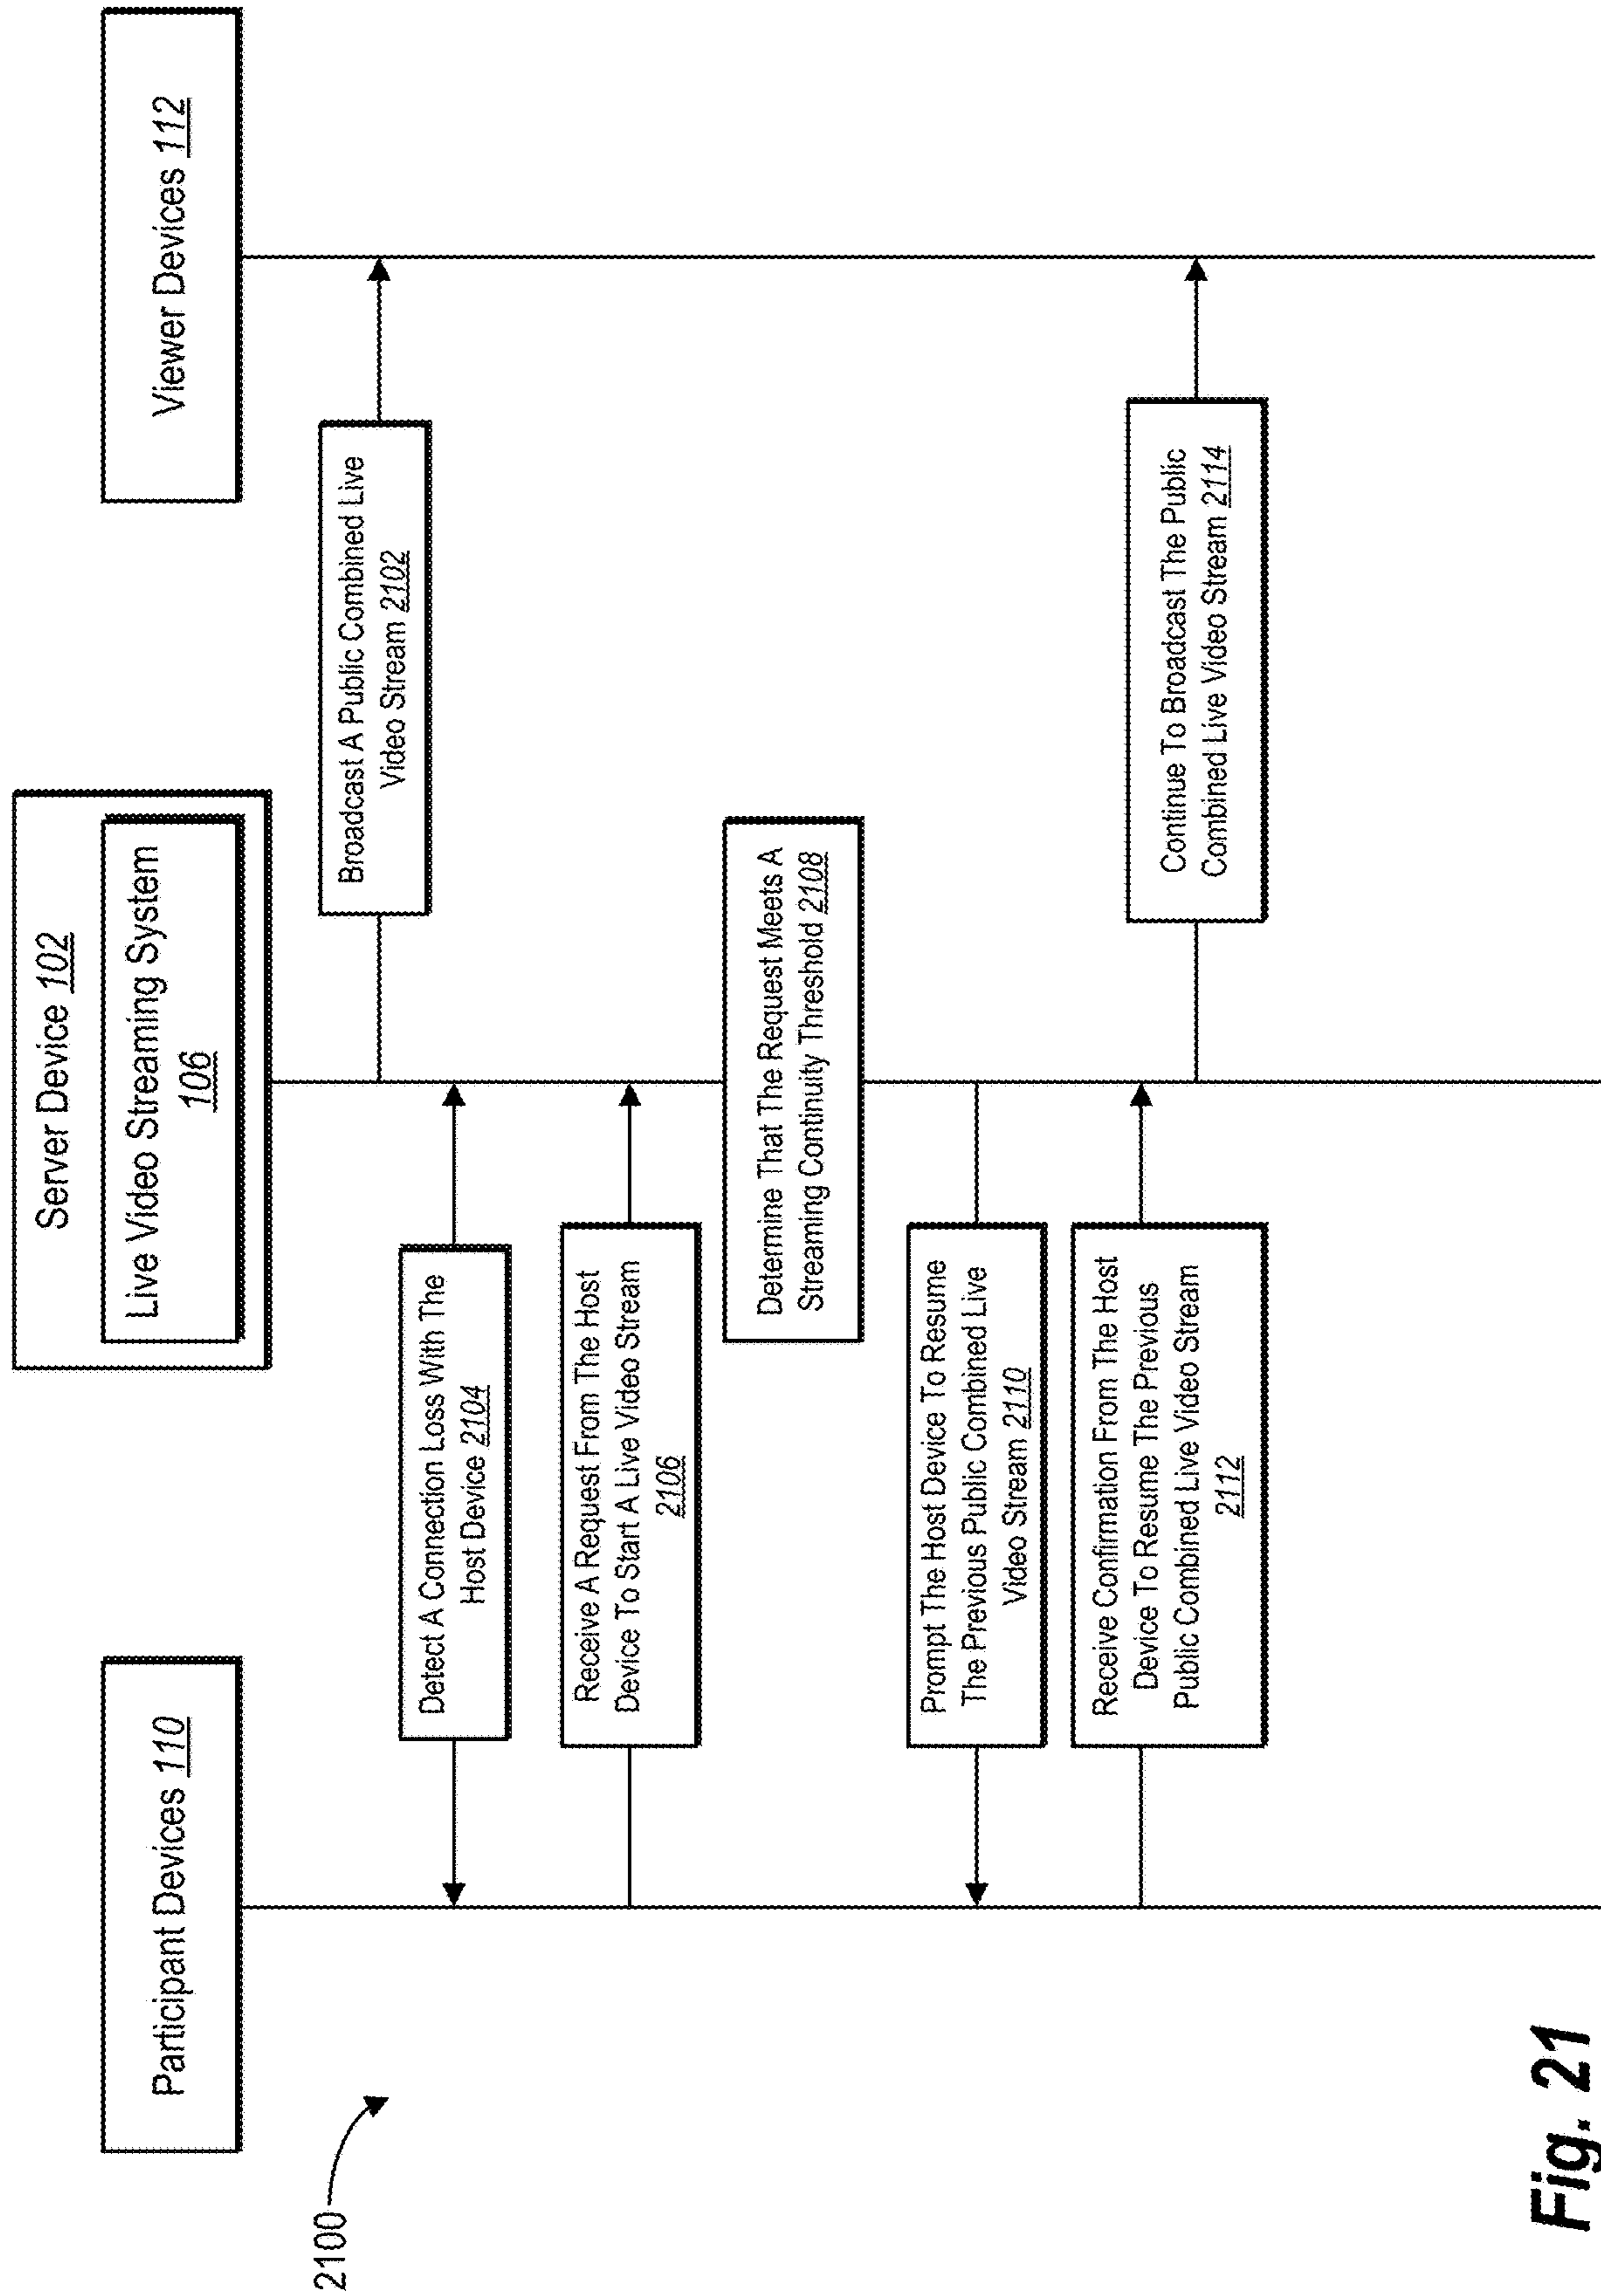 Participant Devices 110
Server Device 102
Live Video Streaming System
106
Viewer Devices 112
2100
Broadcast A Public Combined Live
Video Stream 2102
Detect A Connection Loss With The
Host Device 2104
Receive A Request From The Host
Device To Start A Live Video Stream
2106
Determine That The Request Meets A
Streaming Continuity Threshold 2108
Prompt The Host Device To Resume
The Previous Public Combined Live
Video Stream 2110
Receive Confirmation From The Host
Device To Resume The Previous
Public Combined Live Video Stream
2112
Continue To Broadcast The Public
Combined Live Video Stream 2114
Fig. 21